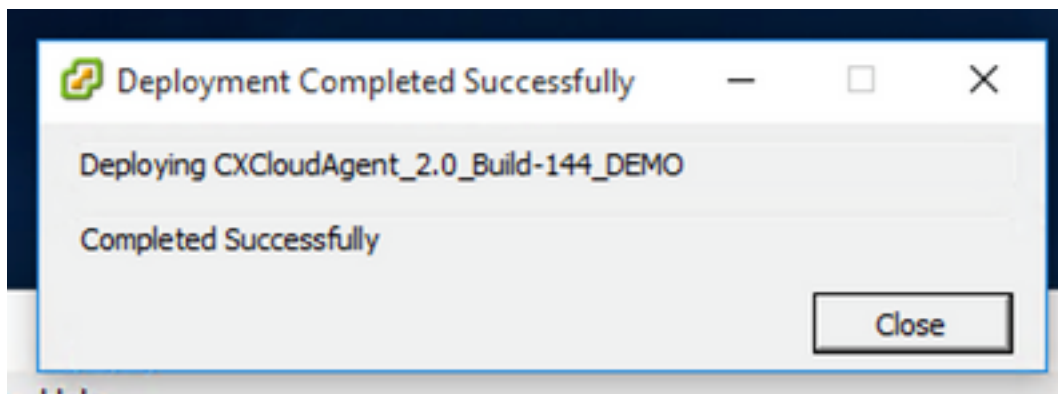 Deployment Completed Successfully
Deploying CXCloudAgent_2.0_Build-144_DEMO
Completed Successfully
Close